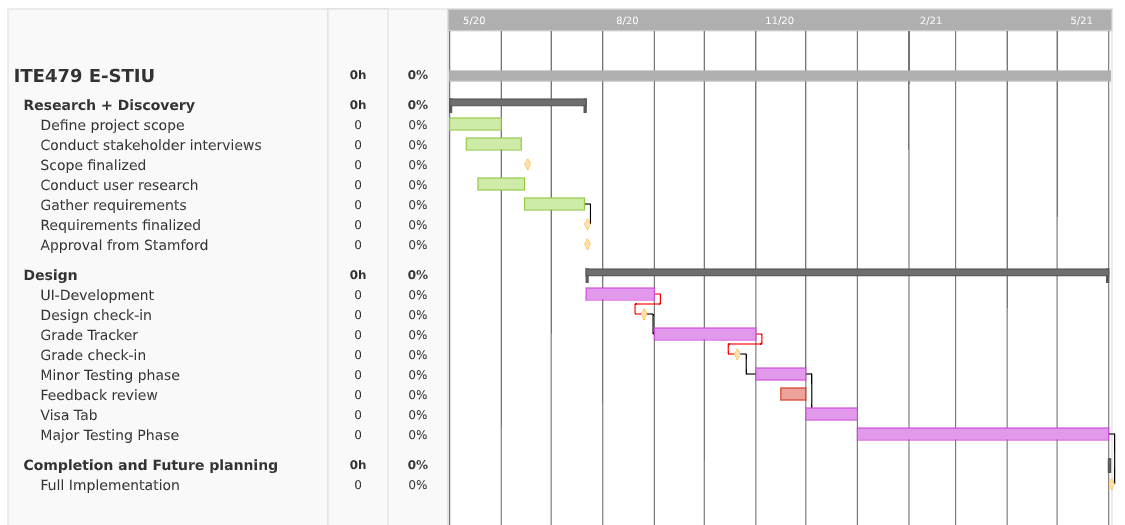 5/20 8/20 11/20 2/21 5/21
ITE479 E-STIU 0h 0%
Research + Discovery 0h 0%
Define project scope 0 0%
Conduct stakeholder interviews 0 0%
Scope finalized 0 0%
Conduct user research 0 0%
Gather requirements 0 0%
Requirements finalized 0 0%
Approval from Stamford 0 0%
Design 0h 0%
UI-Development 0 0%
Design check-in 0 0%
Grade Tracker 0 0%
Grade check-in 0 0%
Minor Testing phase 0 0%
Feedback review 0 0%
Visa Tab 0 0%
Major Testing Phase 0 0%
Completion and Future planning 0h 0%
Full Implementation 0 0%